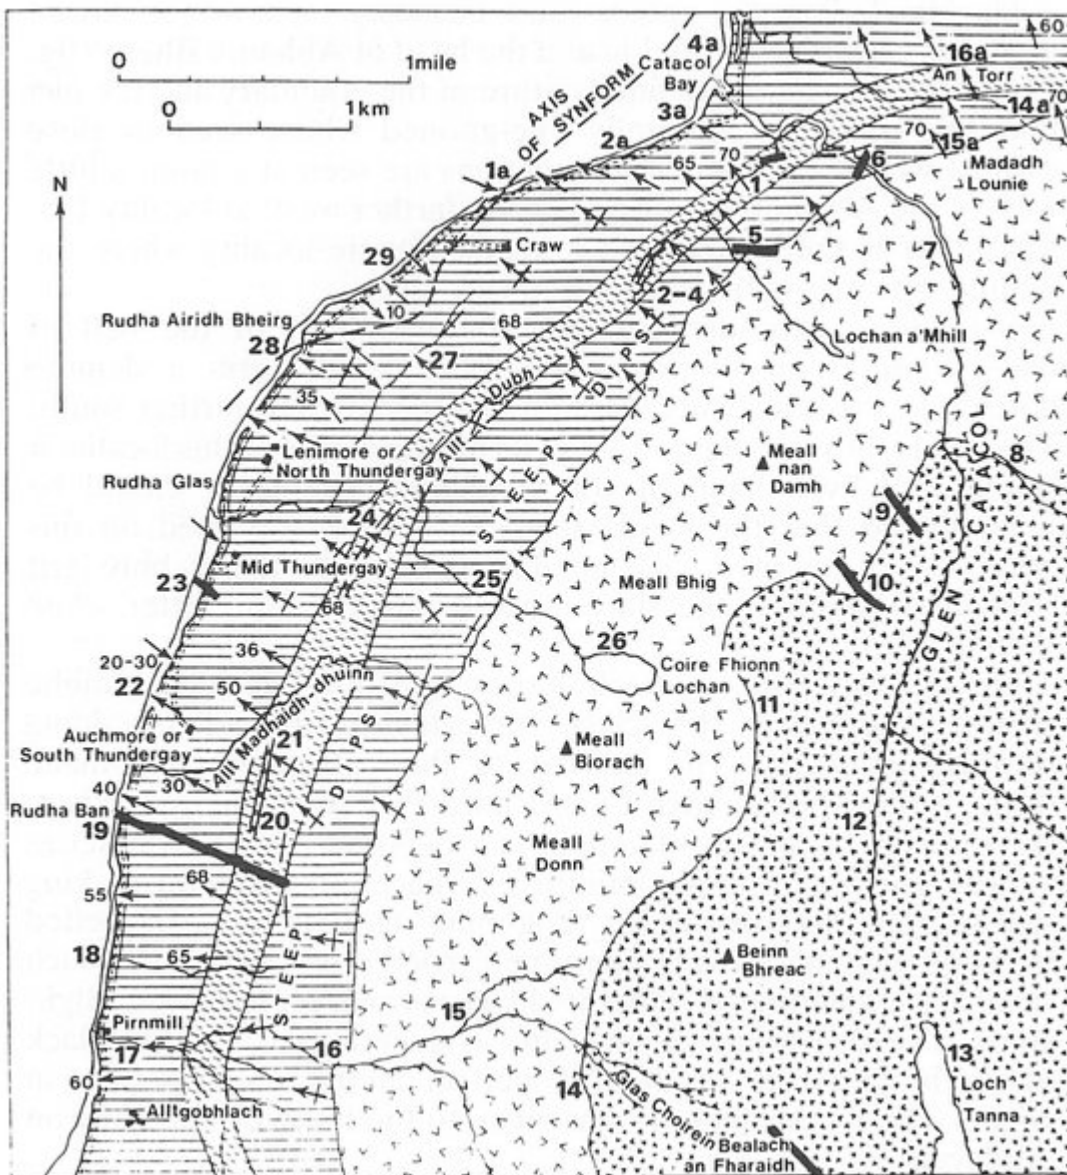 60
4a
16a
0
1mile
Catacol
Bay
An Torr
0
1 km
AXIS
OF SYNFORM
3a
70
14a
2a
70
15a
6
Madadh
Lounie
1a
65
70
1
N
Craw
5
7
29
2-4
10
68
Rudha Airidh Bheirg
28
27
Lochan a'Mhill
Allt Dubh
35
STEEP DIPS
Lenimore or
North Thundergay
Meall
nan
Damh
8
Rudha Glas
GLEN CATACOL
24
9
Mid Thundergay
25
Meall Bhig
10
23
68
26
20-30
36
Coire Fhionn
Lochan
22
50
11
Auchmore or
South Thundergay
Allt Madhaidh-dhuinn
21
Meall
Biorach
40
30
Rudha Ban
19
20
12
STEEP DIPS
Meall
Donn
68
55
18
65
Beinn
Bhreac
Pirnmill
15
17
16
13
60
14
Loch
Tanna
Alltgobhlach
Glas Choirein
Bealach
an Fharaidh